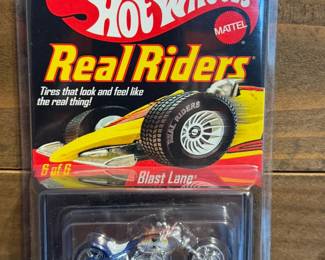 Hot Wheels
MATTEL
Real Riders
Tires that look and feel like
the real thing!
REAL RIDERS
6 of 6
Blast Lane